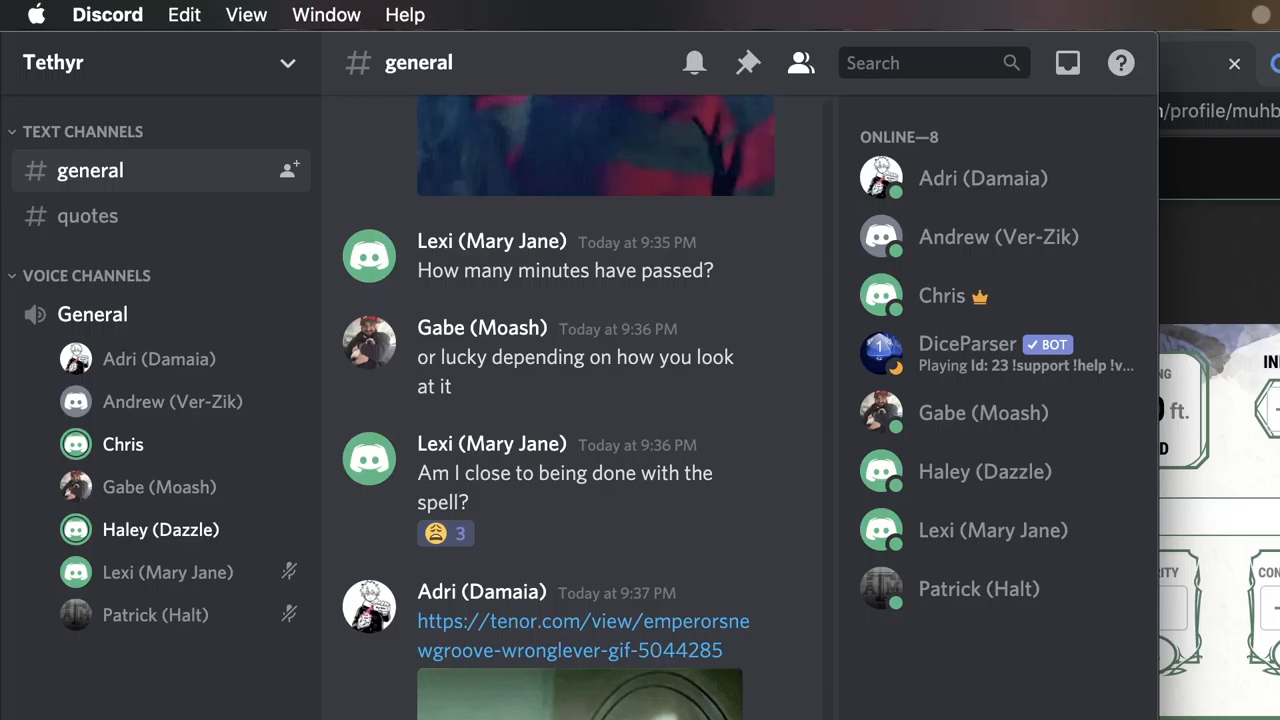 Discord Edit View Window Help
Tethyr
general
Search
n/profile/muhb
TEXT CHANNELS
general
quotes
VOICE CHANNELS
General
Adri (Damaia)
Andrew (Ver-Zik)
Chris
Gabe (Moash)
Haley (Dazzle)
Lexi (Mary Jane)
Patrick (Halt)
Lexi (Mary Jane) Today at 9:35 PM
How many minutes have passed?
Gabe (Moash) Today at 9:36 PM
or lucky depending on how you look
at it
Lexi (Mary Jane) Today at 9:36 PM
Am I close to being done with the
spell?
3
Adri (Damaia) Today at 9:37 PM
https://tenor.com/view/emperorsne
wgroove-wronglever-gif-5044285
ONLINE—8
Adri (Damaia)
Andrew (Ver-Zik)
Chris
DiceParser BOT
Playing Id: 23 !support !help !v...
Gabe (Moash)
Haley (Dazzle)
Lexi (Mary Jane)
Patrick (Halt)
ft.